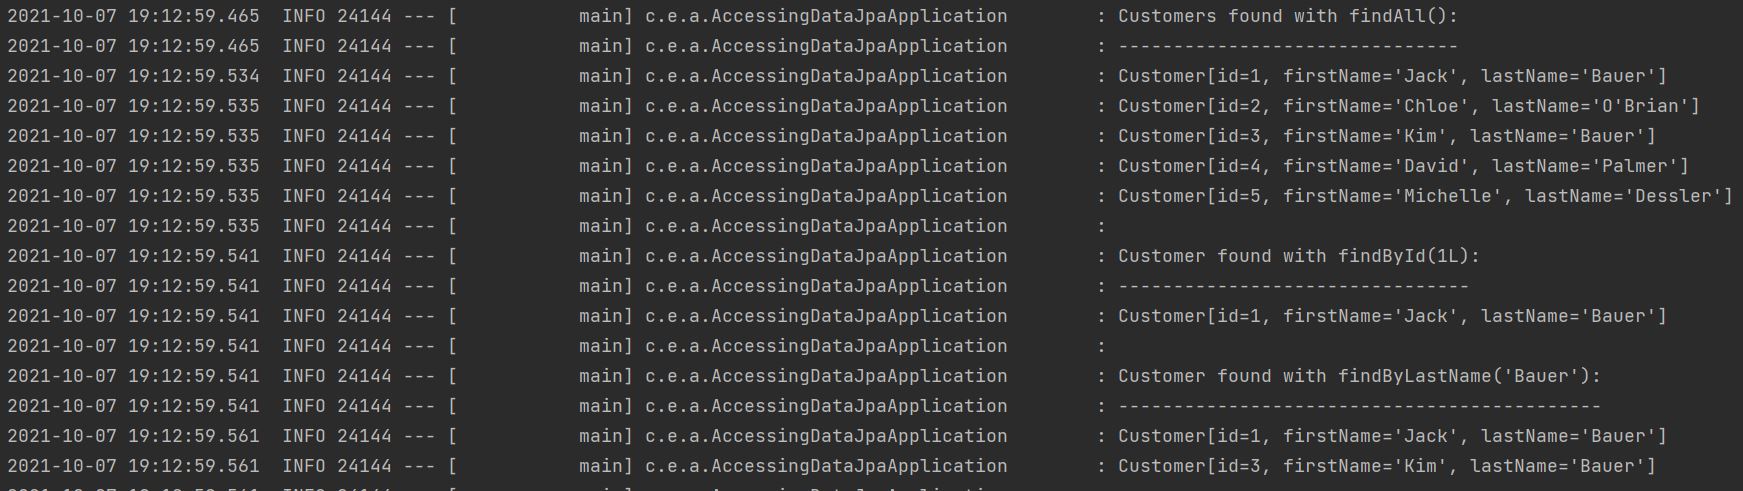 2021-10-07 19:12:59.465  INFO 24144 --- [           main] c.e.a.AccessingDataJpaApplication        : Customers found with findAll():
2021-10-07 19:12:59.465  INFO 24144 --- [           main] c.e.a.AccessingDataJpaApplication        : -------------------------------
2021-10-07 19:12:59.534  INFO 24144 --- [           main] c.e.a.AccessingDataJpaApplication        : Customer[id=1, firstName='Jack', lastName='Bauer']
2021-10-07 19:12:59.535  INFO 24144 --- [           main] c.e.a.AccessingDataJpaApplication        : Customer[id=2, firstName='Chloe', lastName='O'Brian']
2021-10-07 19:12:59.535  INFO 24144 --- [           main] c.e.a.AccessingDataJpaApplication        : Customer[id=3, firstName='Kim', lastName='Bauer']
2021-10-07 19:12:59.535  INFO 24144 --- [           main] c.e.a.AccessingDataJpaApplication        : Customer[id=4, firstName='David', lastName='Palmer']
2021-10-07 19:12:59.535  INFO 24144 --- [           main] c.e.a.AccessingDataJpaApplication        : Customer[id=5, firstName='Michelle', lastName='Dessler']
2021-10-07 19:12:59.535  INFO 24144 --- [           main] c.e.a.AccessingDataJpaApplication        :
2021-10-07 19:12:59.541  INFO 24144 --- [           main] c.e.a.AccessingDataJpaApplication        : Customer found with findById(1L):
2021-10-07 19:12:59.541  INFO 24144 --- [           main] c.e.a.AccessingDataJpaApplication        : --------------------------------
2021-10-07 19:12:59.541  INFO 24144 --- [           main] c.e.a.AccessingDataJpaApplication        : Customer[id=1, firstName='Jack', lastName='Bauer']
2021-10-07 19:12:59.541  INFO 24144 --- [           main] c.e.a.AccessingDataJpaApplication        :
2021-10-07 19:12:59.541  INFO 24144 --- [           main] c.e.a.AccessingDataJpaApplication        : Customer found with findByLastName('Bauer'):
2021-10-07 19:12:59.541  INFO 24144 --- [           main] c.e.a.AccessingDataJpaApplication        : --------------------------------------------
2021-10-07 19:12:59.561  INFO 24144 --- [           main] c.e.a.AccessingDataJpaApplication        : Customer[id=1, firstName='Jack', lastName='Bauer']
2021-10-07 19:12:59.561  INFO 24144 --- [           main] c.e.a.AccessingDataJpaApplication        : Customer[id=3, firstName='Kim', lastName='Bauer']